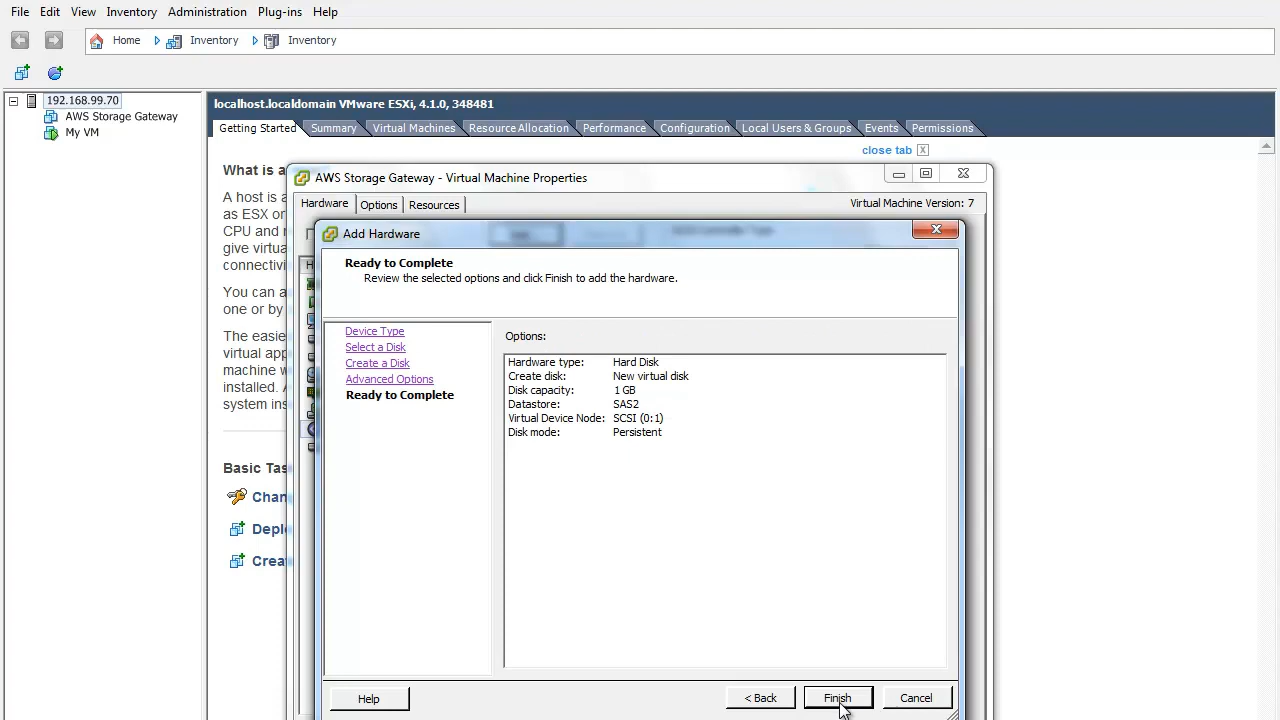 File Edit View Inventory Administration Plug-ins Help
Home Inventory Inventory
192.168.99.70
AWS Storage Gateway
My VM
localhost.localdomain VMware ESXi, 4.1.0, 348481
Getting Started Summary Virtual Machines Resource Allocation Performance Configuration Local Users & Groups Events Permissions
close tab
What is a
A host is a
as ESX or
CPU and
give virtua
connectivi
You can a
one or by
The easie
virtual app
machine w
installed.
system ins
Basic Tas
Chan
Deplo
Crea
AWS Storage Gateway - Virtual Machine Properties
Hardware Options Resources Virtual Machine Version: 7
Add Hardware
Ready to Complete
Review the selected options and click Finish to add the hardware.
Device Type
Select a Disk
Create a Disk
Advanced Options
Ready to Complete
Options:
Hardware type: Hard Disk
Create disk: New virtual disk
Disk capacity: 1 GB
Datastore: SAS2
Virtual Device Node: SCSI (0:1)
Disk mode: Persistent
Help < Back Finish Cancel